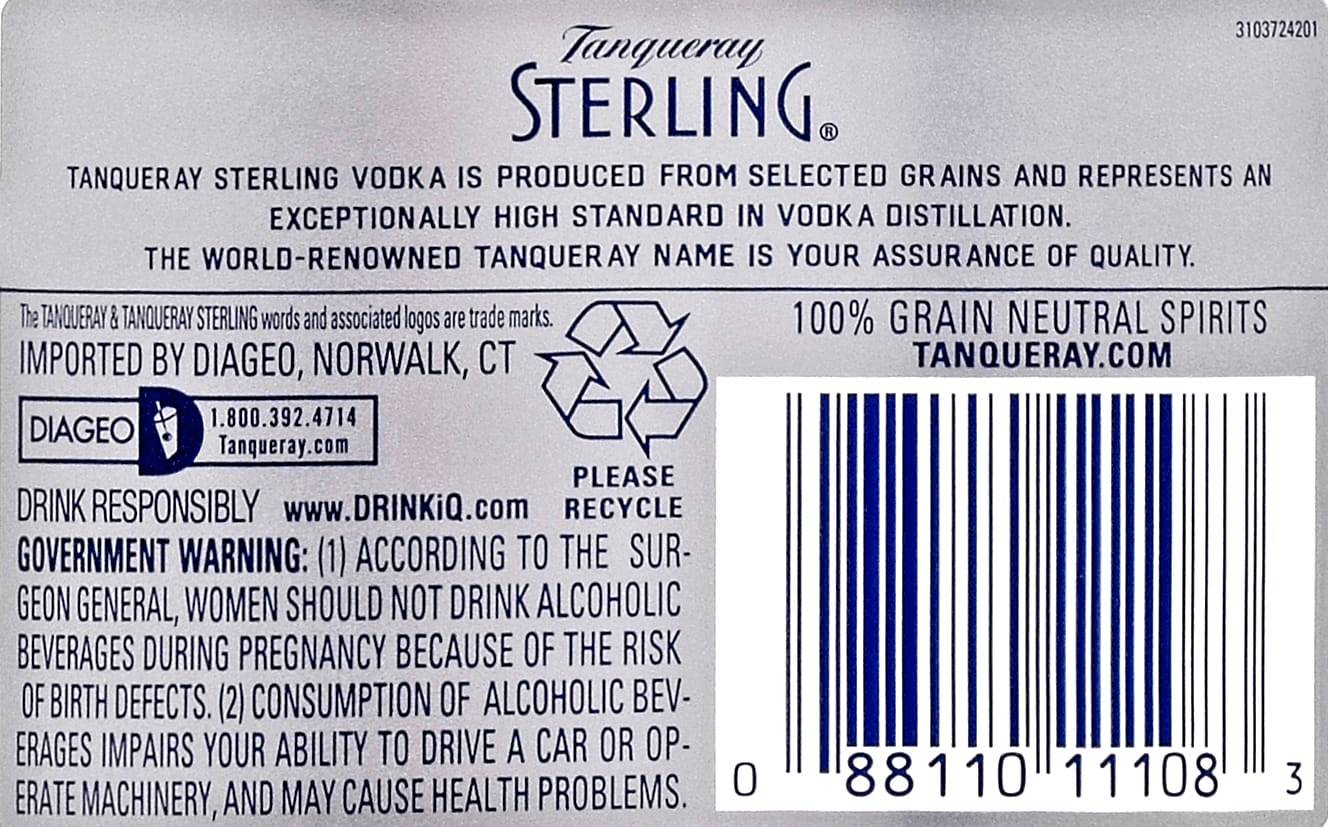 3103724201
Tanqueray
STERLING®
TANQUERAY STERLING VODKA IS PRODUCED FROM SELECTED GRAINS AND REPRESENTS AN
EXCEPTIONALLY HIGH STANDARD IN VODKA DISTILLATION.
THE WORLD-RENOWNED TANQUERAY NAME IS YOUR ASSURANCE OF QUALITY.
The TANQUERAY & TANQUERAY STERLING words and associated logos are trade marks.
IMPORTED BY DIAGEO, NORWALK, CT
DIAGEO
1.800.392.4714
Tanqueray.com
DRINK RESPONSIBLY www.DRINKiQ.com
PLEASE
RECYCLE
GOVERNMENT WARNING: (1) ACCORDING TO THE SUR-
GEON GENERAL, WOMEN SHOULD NOT DRINK ALCOHOLIC
BEVERAGES DURING PREGNANCY BECAUSE OF THE RISK
OF BIRTH DEFECTS. (2) CONSUMPTION OF ALCOHOLIC BEV-
ERAGES IMPAIRS YOUR ABILITY TO DRIVE A CAR OR OP-
ERATE MACHINERY, AND MAY CAUSE HEALTH PROBLEMS.
100% GRAIN NEUTRAL SPIRITS
TANQUERAY.COM
0 88110 11108 3